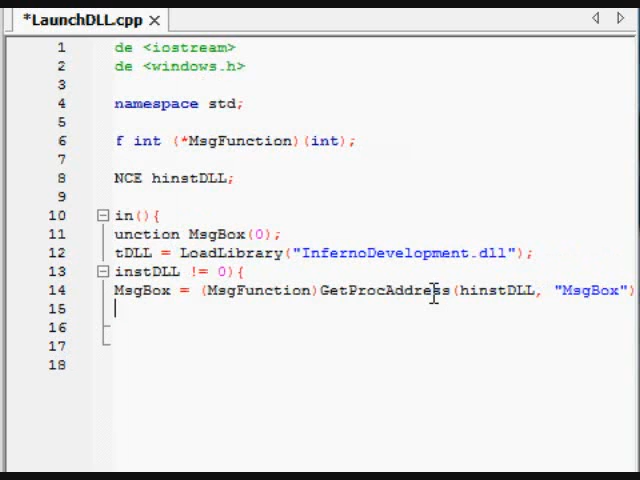 *LaunchDLL.cpp
1 de <iostream>
2 de <windows.h>
3
4 namespace std;
5
6 f int (*MsgFunction)(int);
7
8 NCE hinstDLL;
9
10 in(){
11 unction MsgBox(0);
12 tDLL = LoadLibrary("InfernoDevelopment.dll");
13 instDLL != 0){
14 MsgBox = (MsgFunction)GetProcAddress(hinstDLL, "MsgBox")
15
16
17
18